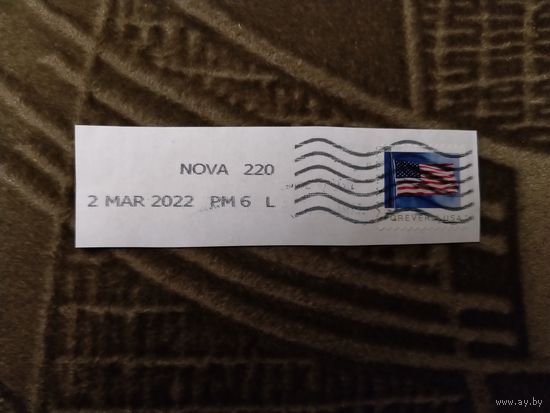 NOVA 220
2 MAR 2022 PM 6 L
FOREVER USA
www.ay.by